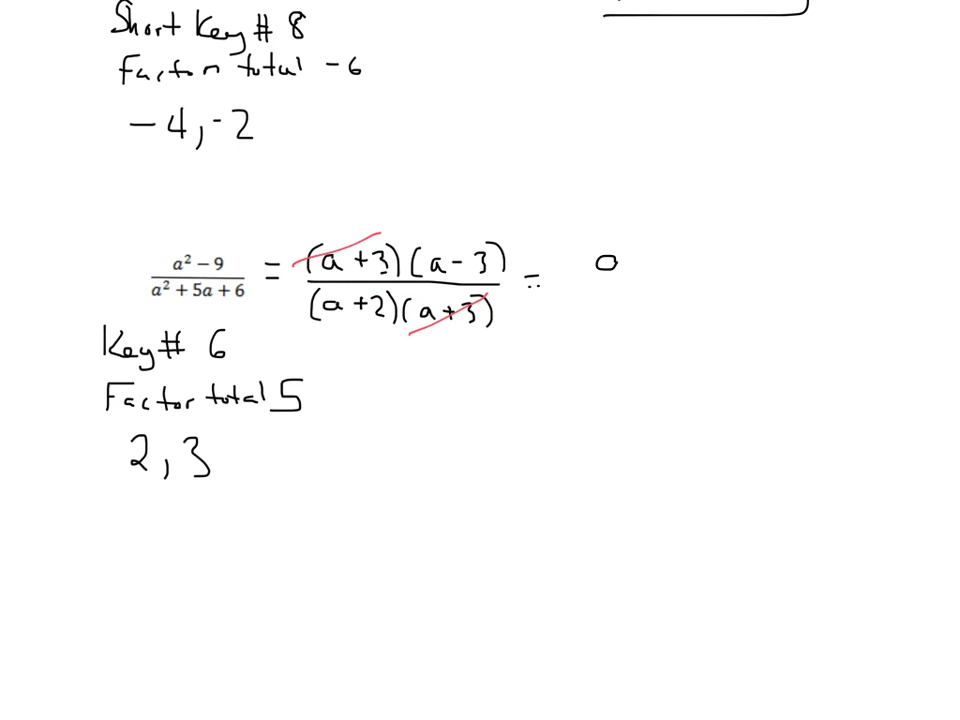 Short Key # 8
Factor total -6
-4, -2
a² - 9 / a² + 5a + 6 = (a+3)(a-3) / (a+2)(a+3) =
Key # 6
Factor total 5
2, 3